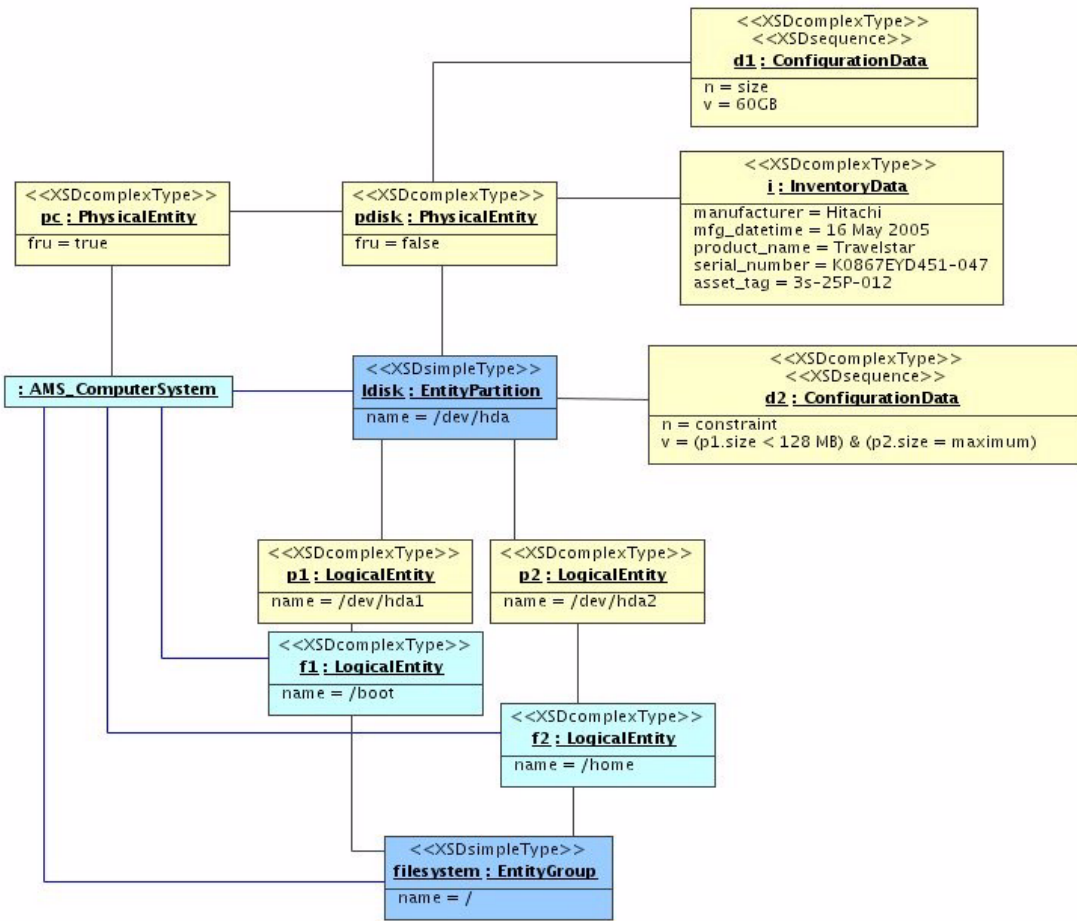 <<XSDcomplexType>>
<<XSDsequence>>
d1 : ConfigurationData
n = size
v = 60GB
<<XSDcomplexType>>
pc : PhysicalEntity
fru = true
<<XSDcomplexType>>
pdisk : PhysicalEntity
fru = false
<<XSDcomplexType>>
i : InventoryData
manufacturer = Hitachi
mfg_datetime = 16 May 2005
product_name = Travelstar
serial_number = K0867EYD451-047
asset_tag = 3s-25P-012
: AMS_ComputerSystem
<<XSDsimpleType>>
ldisk : EntityPartition
name = /dev/hda
<<XSDcomplexType>>
<<XSDsequence>>
d2 : ConfigurationData
n = constraint
v = (p1.size < 128 MB) & (p2.size = maximum)
<<XSDcomplexType>>
p1 : LogicalEntity
name = /dev/hda1
<<XSDcomplexType>>
p2 : LogicalEntity
name = /dev/hda2
<<XSDcomplexType>>
f1 : LogicalEntity
name = /boot
<<XSDcomplexType>>
f2 : LogicalEntity
name = /home
<<XSDsimpleType>>
filesystem : EntityGroup
name = /